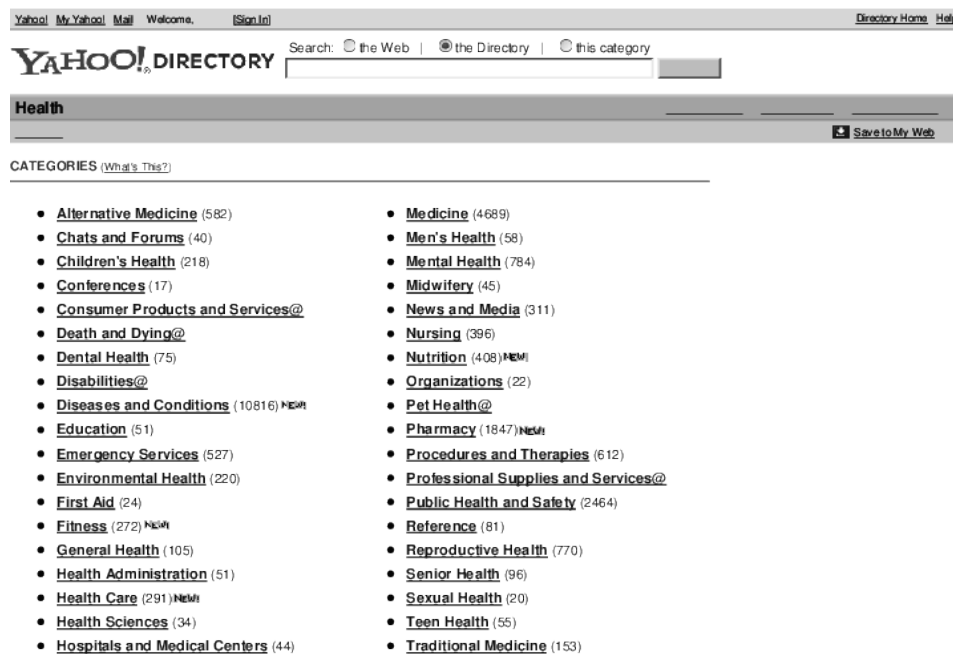 Yahoo! My Yahoo! Mail Welcome, [Sign In] Directory Home Help
YAHOO! DIRECTORY Search: the Web | the Directory | this category
Health
Save to My Web
CATEGORIES (What's This?)
Alternative Medicine (582)
Chats and Forums (40)
Children's Health (218)
Conferences (17)
Consumer Products and Services@
Death and Dying@
Dental Health (75)
Disabilities@
Diseases and Conditions (10816) NEW!
Education (51)
Emergency Services (527)
Environmental Health (220)
First Aid (24)
Fitness (272) NEW!
General Health (105)
Health Administration (51)
Health Care (291) NEW!
Health Sciences (34)
Hospitals and Medical Centers (44)
Medicine (4689)
Men's Health (58)
Mental Health (784)
Midwifery (45)
News and Media (311)
Nursing (396)
Nutrition (408) NEW!
Organizations (22)
Pet Health@
Pharmacy (1847) NEW!
Procedures and Therapies (612)
Professional Supplies and Services@
Public Health and Safety (2464)
Reference (81)
Reproductive Health (770)
Senior Health (96)
Sexual Health (20)
Teen Health (55)
Traditional Medicine (153)